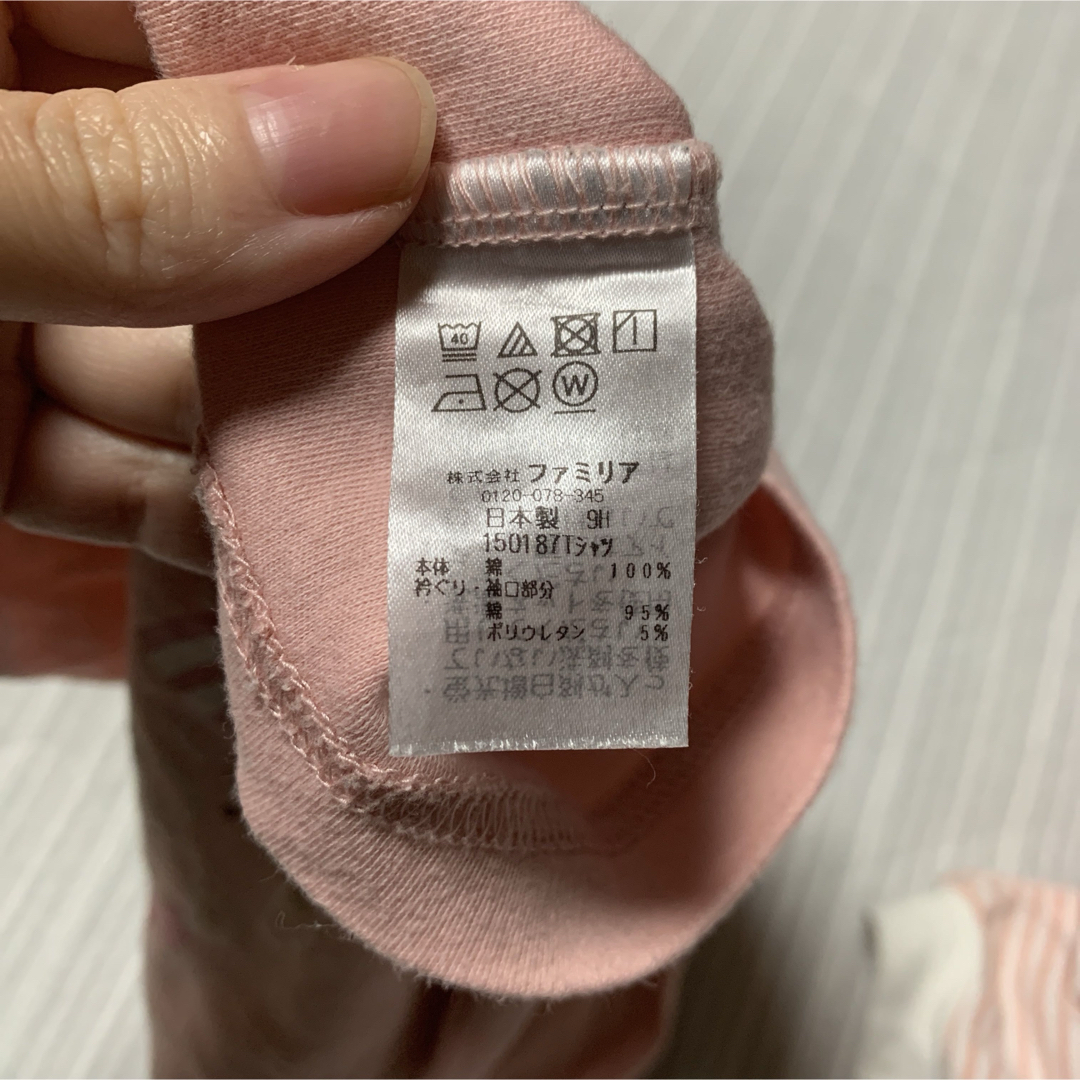 40
W
株式会社 ファミリア
0120-078-345
日本製 9H
150187Tシャツ
本体 綿 100%
衿ぐり・袖口部分
綿 95%
ポリウレタン 5%